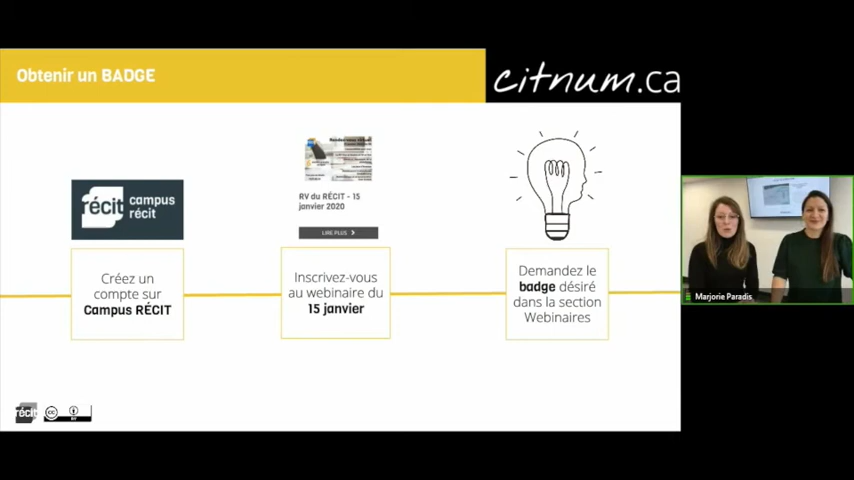 Obtenir un BADGE
citnum.ca
récit
campus
récit
RV du RÉCIT - 15
janvier 2020
LIRE PLUS
Créez un
compte sur
Campus RÉCIT
Inscrivez-vous
au webinaire du
15 janvier
Demandez le
badge désiré
dans la section
Webinaires
Marjorie Paradis
récit
CC
BY